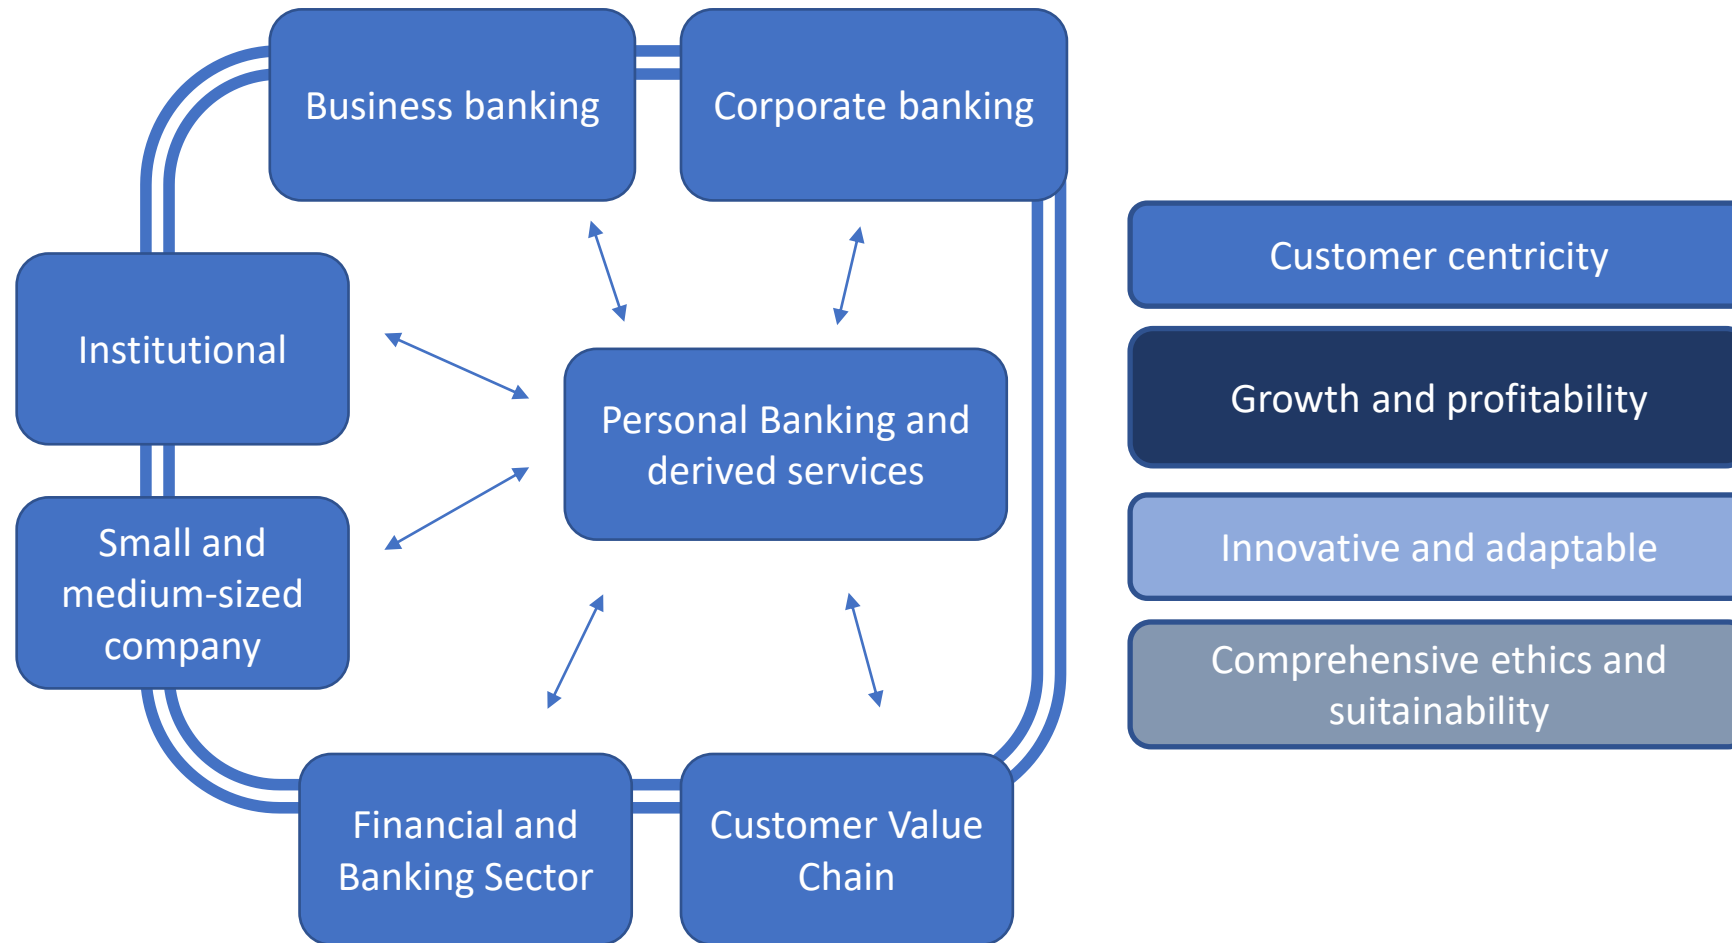 Business banking
Corporate banking
Institutional
Personal Banking and
derived services
Small and
medium-sized
company
Financial and
Banking Sector
Customer Value
Chain
Customer centricity
Growth and profitability
Innovative and adaptable
Comprehensive ethics and
suitainability